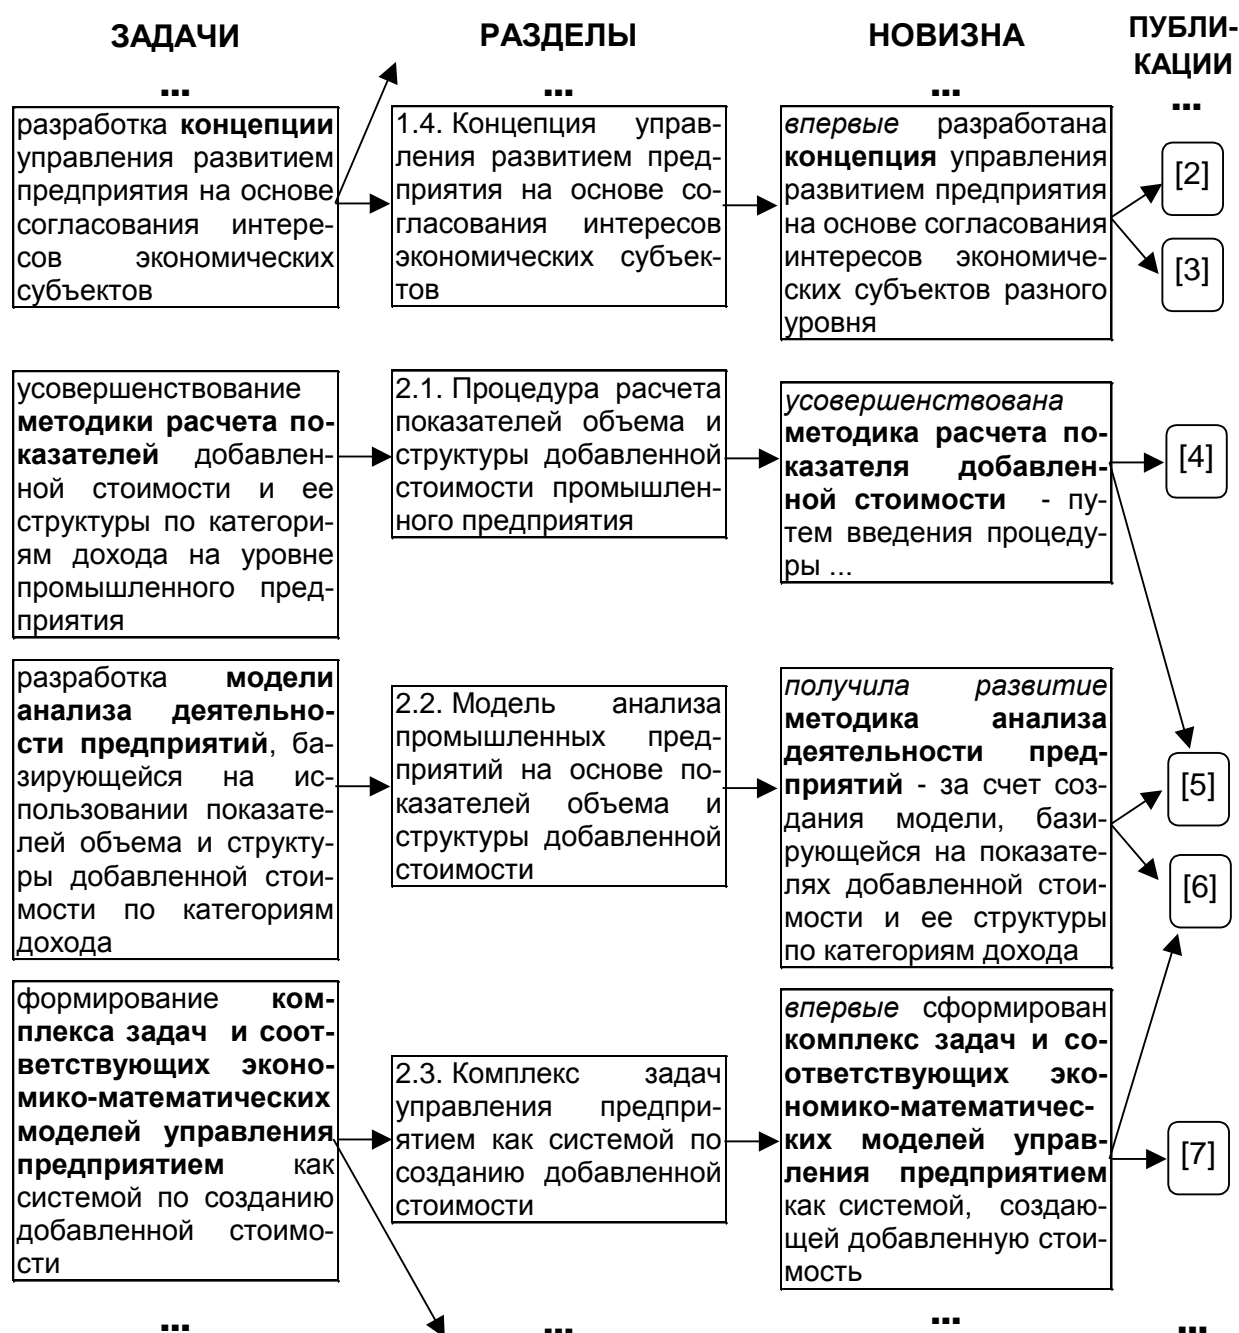 ЗАДАЧИ
РАЗДЕЛЫ
НОВИЗНА
ПУБЛИ-
КАЦИИ
...
...
...
...
разработка концепции
управления развитием
предприятия на основе
согласования интере-
сов экономических
субъектов
1.4. Концепция управ-
ления развитием пред-
приятия на основе со-
гласования интересов
экономических субъек-
тов
впервые разработана
концепция управления
развитием предприятия
на основе согласования
интересов экономиче-
ских субъектов разного
уровня
[2]
[3]
усовершенствование
методики расчета по-
казателей добавлен-
ной стоимости и ее
структуры по категори-
ям дохода на уровне
промышленного пред-
приятия
2.1. Процедура расчета
показателей объема и
структуры добавленной
стоимости промышлен-
ного предприятия
усовершенствована
методика расчета по-
казателя добавлен-
ной стоимости - пу-
тем введения процеду-
ры ...
[4]
разработка модели
анализа деятельно-
сти предприятий, ба-
зирующейся на ис-
пользовании показате-
лей объема и структу-
ры добавленной стои-
мости по категориям
дохода
2.2. Модель анализа
промышленных пред-
приятий на основе по-
казателей объема и
структуры добавленной
стоимости
получила развитие
методика анализа
деятельности пред-
приятий - за счет соз-
дания модели, бази-
рующейся на показате-
лях добавленной стои-
мости и ее структуры
по категориям дохода
[5]
[6]
формирование ком-
плекса задач и соот-
ветствующих эконо-
мико-математических
моделей управления
предприятием как
системой по созданию
добавленной стоимо-
сти
2.3. Комплекс задач
управления предпри-
ятием как системой по
созданию добавленной
стоимости
впервые сформирован
комплекс задач и со-
ответствующих эко-
номико-математичес-
ких моделей управ-
ления предприятием
как системой, создаю-
щей добавленную стои-
мость
[7]
...
...
...
...